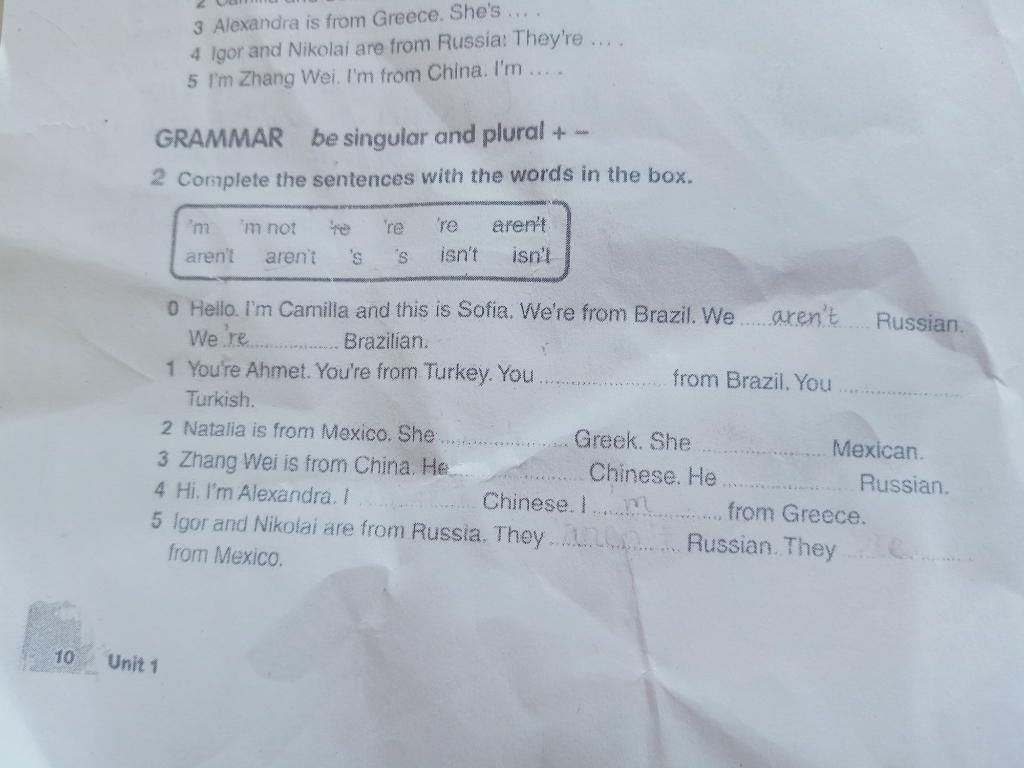 3 Alexandra is from Greece. She's ... .
4 Igor and Nikolai are from Russia. They're ... .
5 I'm Zhang Wei. I'm from China. I'm ... .
GRAMMAR be singular and plural + –
2 Complete the sentences with the words in the box.
'm 'm not 're 're 're aren't
aren't aren't 's 's isn't isn't
0 Hello. I'm Camilla and this is Sofia. We're from Brazil. We aren't Russian.
We 're Brazilian.
1 You're Ahmet. You're from Turkey. You ........ from Brazil. You ........
Turkish.
2 Natalia is from Mexico. She ........ Greek. She ........ Mexican.
3 Zhang Wei is from China. He ........ Chinese. He ........ Russian.
4 Hi. I'm Alexandra. I ........ Chinese. I m from Greece.
5 Igor and Nikolai are from Russia. They aren't Russian. They re
from Mexico.
10 Unit 1